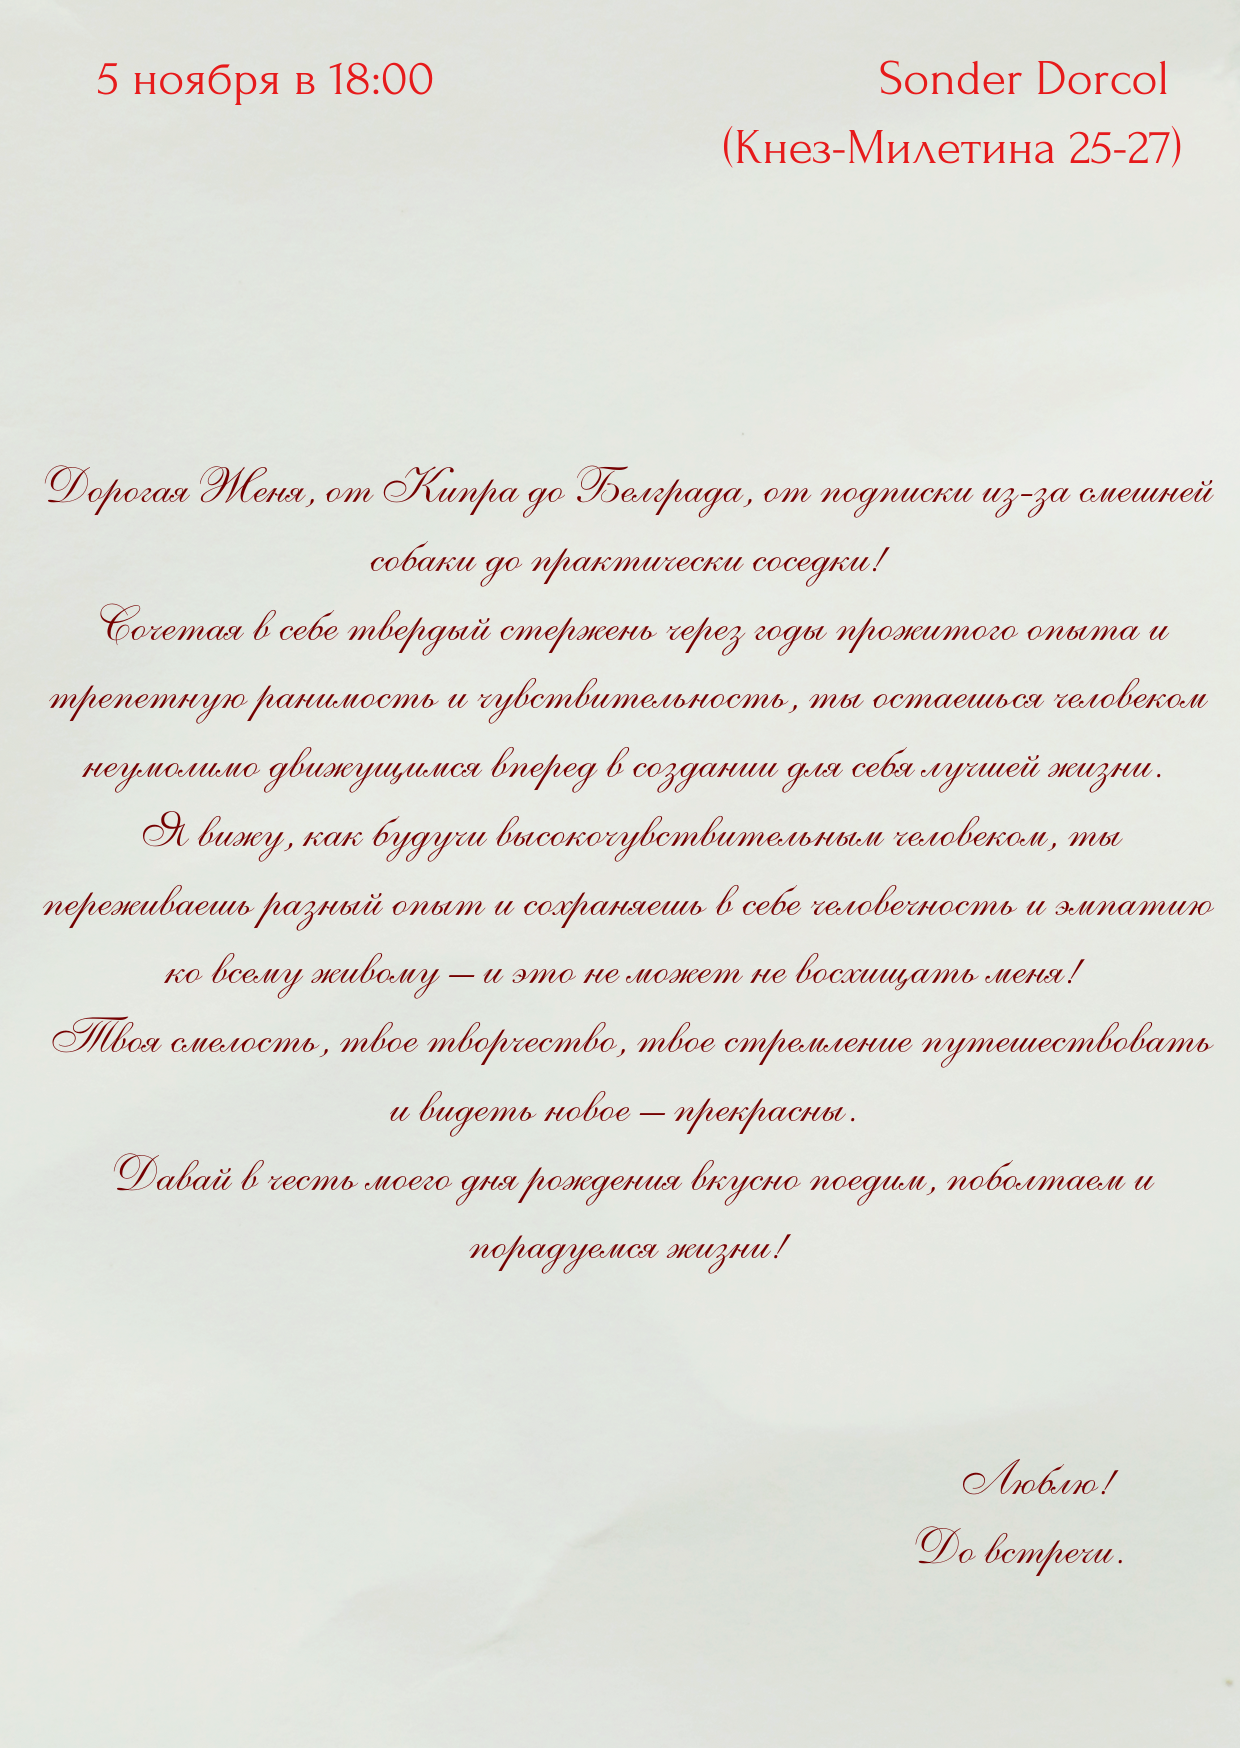 5 ноября в 18:00
Sonder Dorcol
(Кнез-Милетина 25-27)
Дорогая Женя, от Кипра до Белграда, от подписки из-за смешней
собаки до практически соседки!
Сочетая в себе твердый стержень через годы прожитого опыта и
трепетную ранимость и чувствительность, ты остаешься человеком
неумолимо движущимся вперед в создании для себя лучшей жизни.
Я вижу, как будучи высокочувствительным человеком, ты
переживаешь разный опыт и сохраняешь в себе человечность и эмпатию
ко всему живому – и это не может не восхищать меня!
Твоя смелость, твое творчество, твое стремление путешествовать
и видеть новое – прекрасны.
Давай в честь моего дня рождения вкусно поедим, поболтаем и
порадуемся жизни!
Люблю!
До встречи.